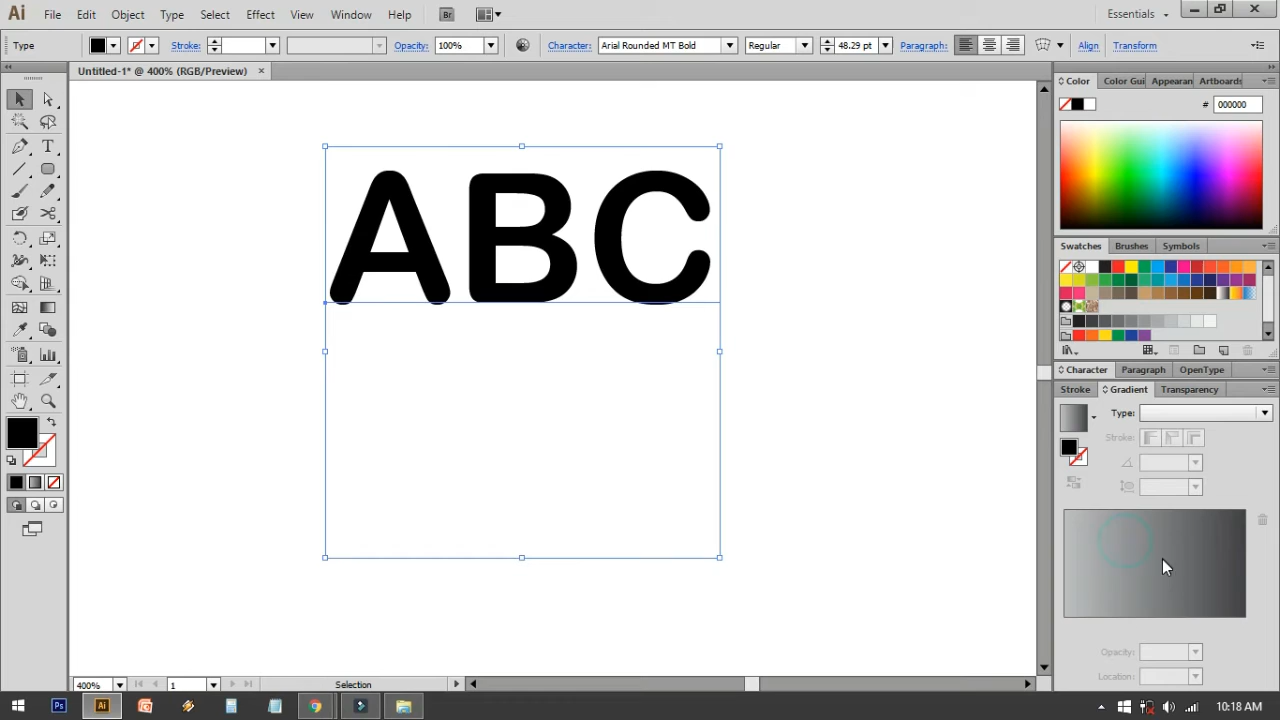 Ai File Edit Object Type Select Effect View Window Help Br Essentials
Type Stroke: Opacity: 100% Character: Arial Rounded MT Bold Regular 48.29 pt Paragraph: Align Transform
Untitled-1* @ 400% (RGB/Preview)
Color Color Gui Appearan Artboards
# 000000
ABC
Swatches Brushes Symbols
Character Paragraph OpenType
Stroke Gradient Transparency
Type:
Stroke:
Opacity:
Location:
400% 1 Selection
Ps Ai 10:18 AM